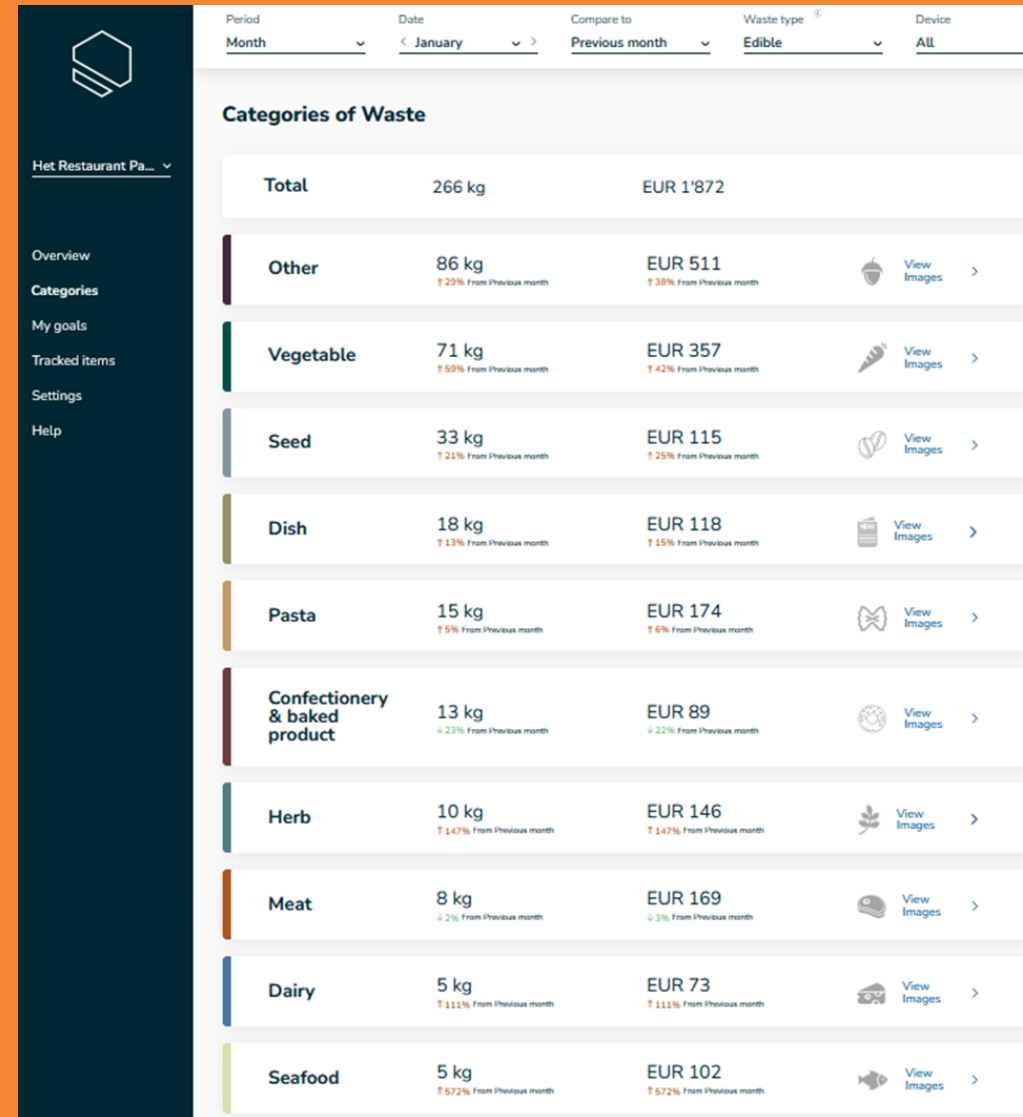 Period Date Compare to Waste type Device
Month < January > Previous month Edible All
Categories of Waste
Het Restaurant Pa...
Total 266 kg EUR 1'872
Overview
Categories
My goals
Tracked items
Settings
Help
Other 86 kg EUR 511 View Images
↑ 29% From Previous month ↑ 38% From Previous month
Vegetable 71 kg EUR 357 View Images
↑ 59% From Previous month ↑ 42% From Previous month
Seed 33 kg EUR 115 View Images
↑ 21% From Previous month ↑ 25% From Previous month
Dish 18 kg EUR 118 View Images
↑ 13% From Previous month ↑ 15% From Previous month
Pasta 15 kg EUR 174 View Images
↑ 5% From Previous month ↑ 6% From Previous month
Confectionery
& baked
product
13 kg EUR 89 View Images
↓ 23% From Previous month ↓ 22% From Previous month
Herb 10 kg EUR 146 View Images
↑ 147% From Previous month ↑ 147% From Previous month
Meat 8 kg EUR 169 View Images
↓ 2% From Previous month ↓ 3% From Previous month
Dairy 5 kg EUR 73 View Images
↑ 111% From Previous month ↑ 111% From Previous month
Seafood 5 kg EUR 102 View Images
↑ 572% From Previous month ↑ 572% From Previous month